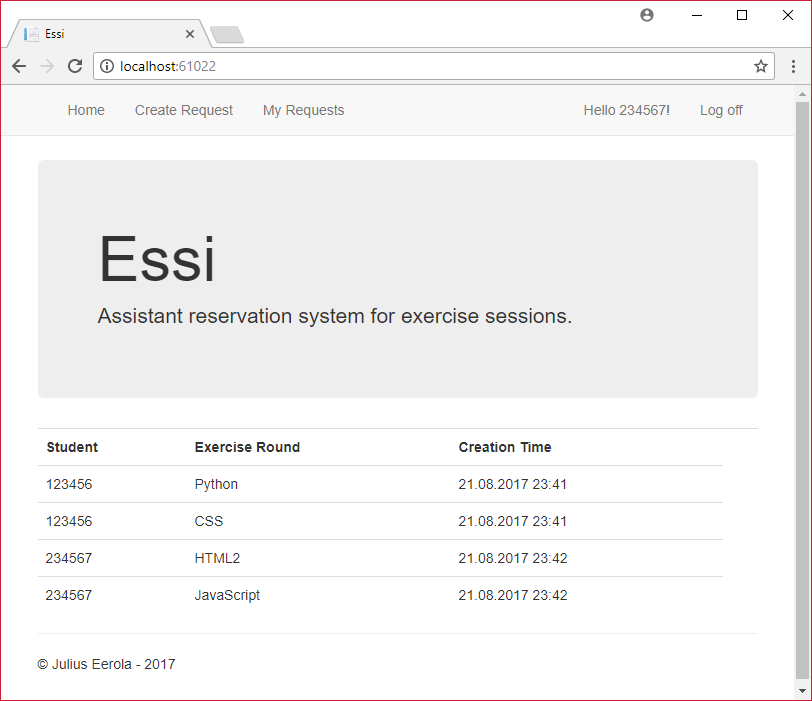 Essi
localhost:61022
Home Create Request My Requests Hello 234567! Log off
Essi
Assistant reservation system for exercise sessions.
Student Exercise Round Creation Time
123456 Python 21.08.2017 23:41
123456 CSS 21.08.2017 23:41
234567 HTML2 21.08.2017 23:42
234567 JavaScript 21.08.2017 23:42
© Julius Eerola - 2017